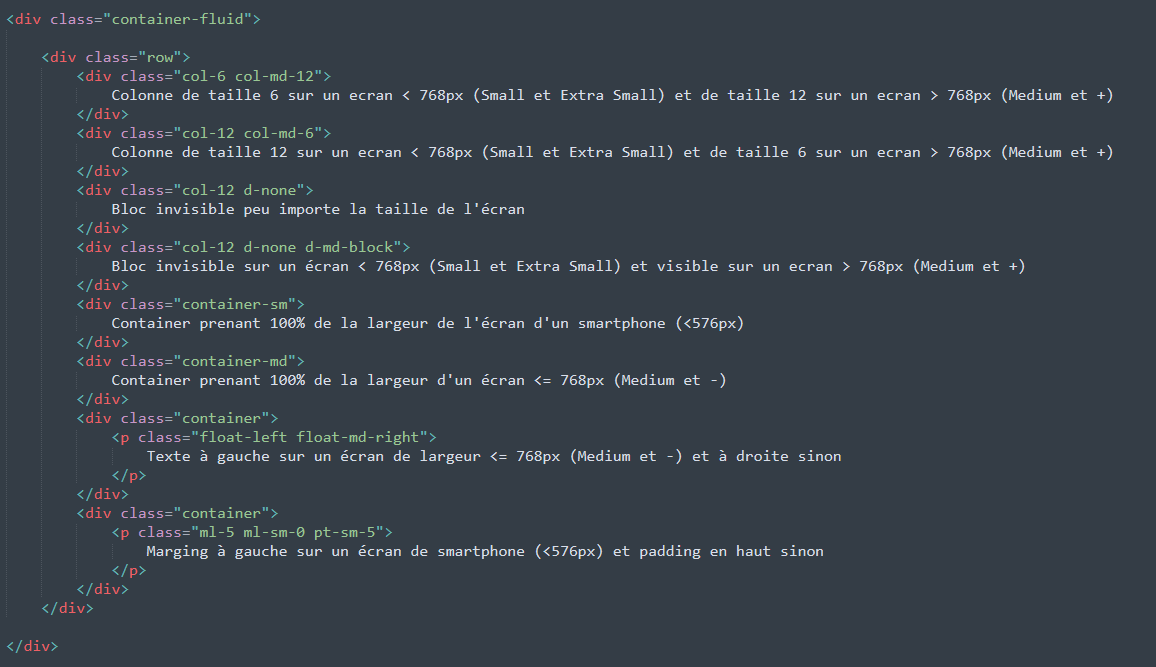 <div class="container-fluid">
<div class="row">
<div class="col-6 col-md-12">
Colonne de taille 6 sur un ecran < 768px (Small et Extra Small) et de taille 12 sur un ecran > 768px (Medium et +)
</div>
<div class="col-12 col-md-6">
Colonne de taille 12 sur un ecran < 768px (Small et Extra Small) et de taille 6 sur un ecran > 768px (Medium et +)
</div>
<div class="col-12 d-none">
Bloc invisible peu importe la taille de l'écran
</div>
<div class="col-12 d-none d-md-block">
Bloc invisible sur un écran < 768px (Small et Extra Small) et visible sur un ecran > 768px (Medium et +)
</div>
<div class="container-sm">
Container prenant 100% de la largeur de l'écran d'un smartphone (<576px)
</div>
<div class="container-md">
Container prenant 100% de la largeur d'un écran <= 768px (Medium et -)
</div>
<div class="container">
<p class="float-left float-md-right">
Texte à gauche sur un écran de largeur <= 768px (Medium et -) et à droite sinon
</p>
</div>
<div class="container">
<p class="ml-5 ml-sm-0 pt-sm-5">
Marging à gauche sur un écran de smartphone (<576px) et padding en haut sinon
</p>
</div>
</div>
</div>